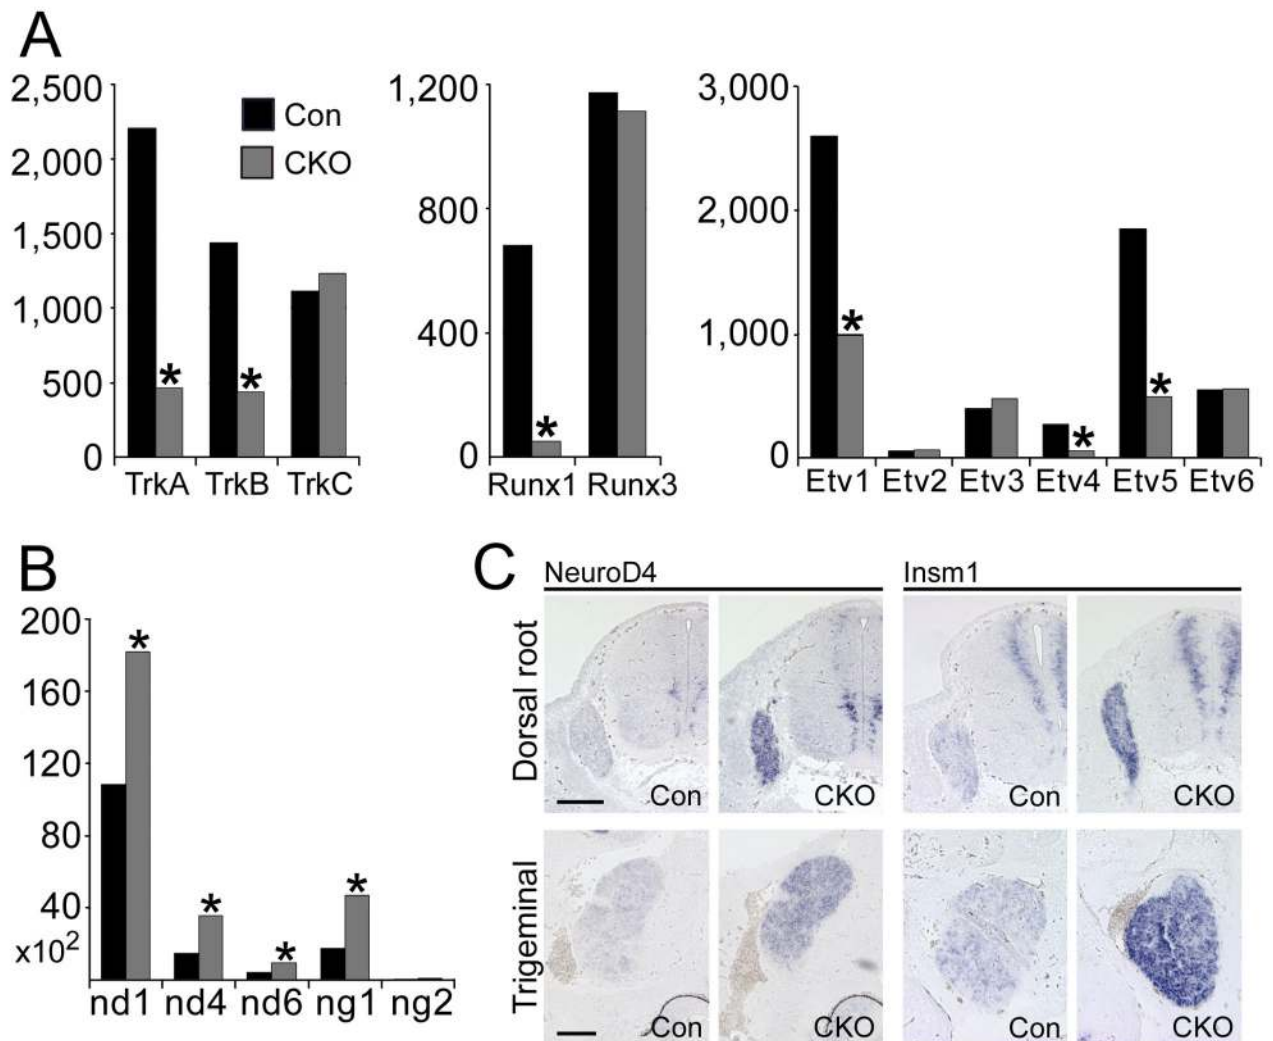 A
2,500
2,000
1,500
1,000
500
0
Con
CKO
TrkA TrkB TrkC
1,200
800
400
0
Runx1 Runx3
3,000
2,000
1,000
0
Etv1 Etv2 Etv3 Etv4 Etv5 Etv6
* * * * * *
B
200
160
120
80
40
x10²
nd1 nd4 nd6 ng1 ng2
* * * *
C
NeuroD4 Insm1
Dorsal root
Con CKO Con CKO
Trigeminal
Con CKO Con CKO